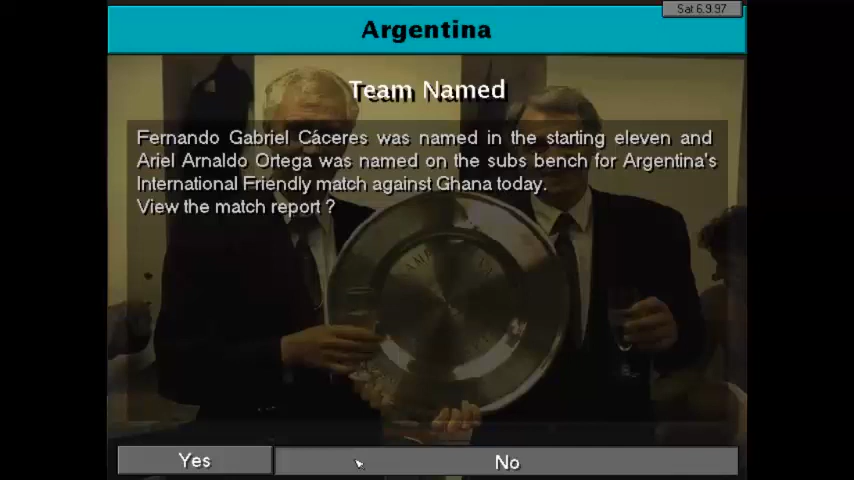 Sat 6.9.97
Argentina
Team Named
Fernando Gabriel Cáceres was named in the starting eleven and
Ariel Arnaldo Ortega was named on the subs bench for Argentina's
International Friendly match against Ghana today.
View the match report ?
Yes
No